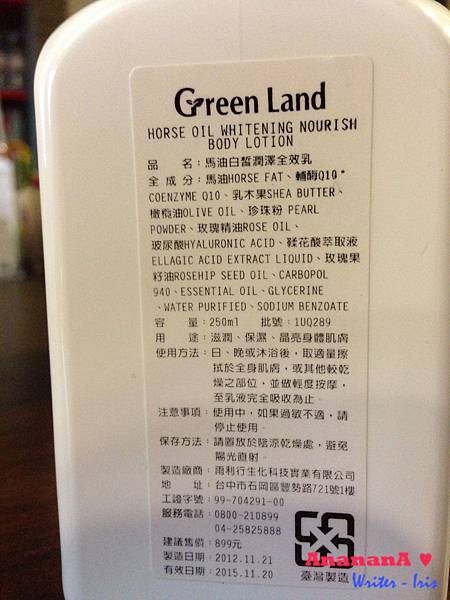 Green Land
HORSE OIL WHITENING NOURISH
BODY LOTION
品　　名：馬油白皙潤澤全效乳
全 成 分：馬油HORSE FAT、輔酶Q10
COENZYME Q10、乳木果SHEA BUTTER、
橄欖油OLIVE OIL、珍珠粉 PEARL
POWDER、玫瑰精油ROSE OIL、
玻尿酸HYALURONIC ACID、鞣花酸萃取液
ELLAGIC ACID EXTRACT LIQUID、玫瑰果
籽油ROSEHIP SEED OIL、CARBOPOL
940、ESSENTIAL OIL、GLYCERINE
、WATER PURIFIED、SODIUM BENZOATE
容　　量：250ml　批號：1UQ289
用　　途：滋潤、保濕、晶亮身體肌膚
使用方法：日、晚或沐浴後，取適量擦
拭於全身肌膚，或其他較乾
燥之部位，並做輕度按摩，
至乳液完全吸收為止。
注意事項：使用中，如果過敏不適，請
停止使用。
保存方法：請置放於陰涼乾燥處，避免
陽光直射。
製造廠商：雨利行生化科技實業有限公司
地　　址：台中市石岡區豐勢路721號1樓
工證字號：99-704291-00
服務電話：0800-210899
04-25825888
建議售價：899元
製造日期：2012.11.21
有效日期：2015.11.20
臺灣製造
AnananA ♥
Writer - Iris